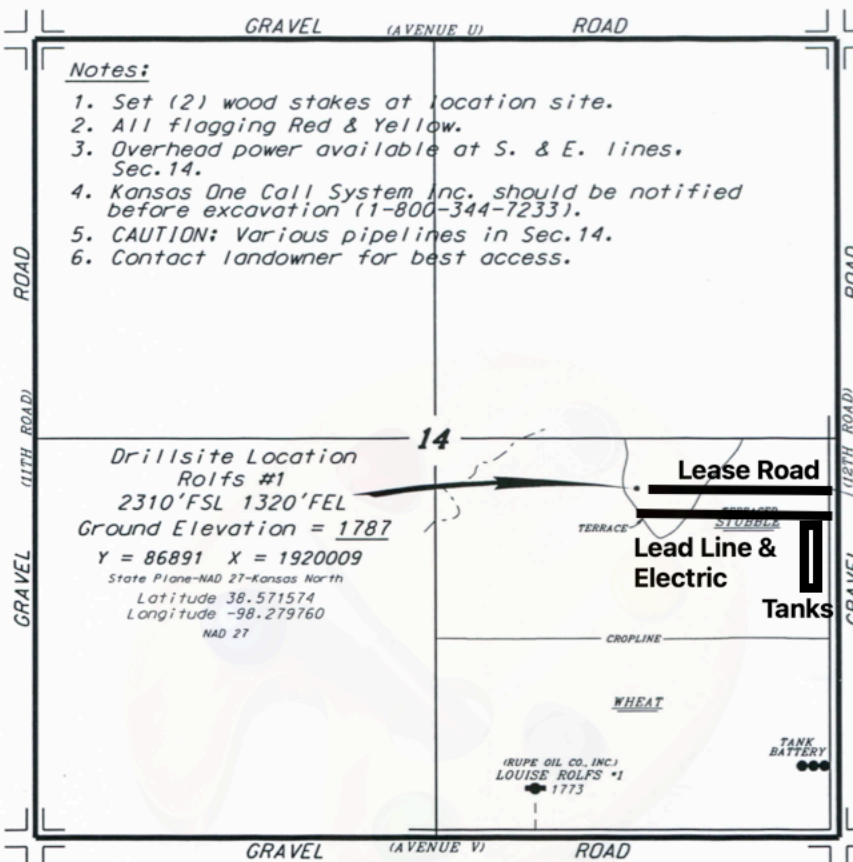 GRAVEL (AVENUE U) ROAD
Notes:
1. Set (2) wood stakes at location site.
2. All flagging Red & Yellow.
3. Overhead power available at S. & E. lines,
Sec.14.
4. Kansas One Call System inc. should be notified
before excavation (1-800-344-7233).
5. CAUTION: Various pipelines in Sec.14.
6. Contact landowner for best access.
ROAD
ROAD
(11TH ROAD)
(12TH ROAD)
GRAVEL
GRAVEL
14
Drillsite Location
Rolfs #1
2310'FSL 1320'FEL
Ground Elevation = 1787
Y = 86891 X = 1920009
State Plane-NAD 27-Kansas North
Latitude 38.571574
Longitude -98.279760
NAD 27
Lease Road
TERRACE
TERRACED
STUBBLE
Lead Line &
Electric
Tanks
CROPLINE
WHEAT
TANK
BATTERY
(RUPE OIL CO., INC.)
LOUISE ROLFS #1
1773
GRAVEL (AVENUE V) ROAD